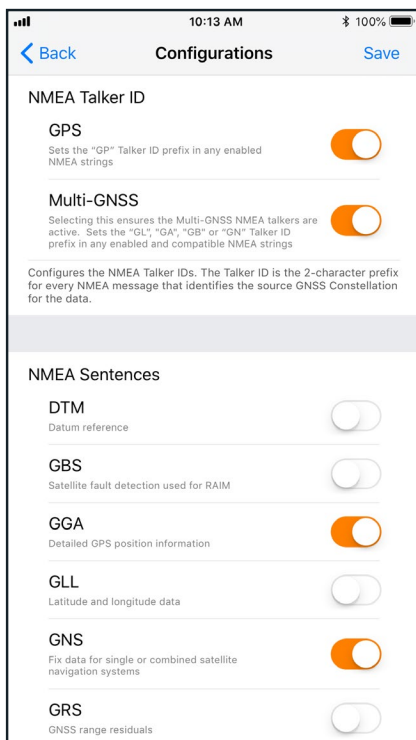 10:13 AM
100%
Back
Configurations
Save
NMEA Talker ID
GPS
Sets the “GP” Talker ID prefix in any enabled
NMEA strings
Multi-GNSS
Selecting this ensures the Multi-GNSS NMEA talkers are
active. Sets the “GL”, "GA”, "GB” or “GN” Talker ID
prefix in any enabled and compatible NMEA strings
Configures the NMEA Talker IDs. The Talker ID is the 2-character prefix
for every NMEA message that identifies the source GNSS Constellation
for the data.
NMEA Sentences
DTM
Datum reference
GBS
Satellite fault detection used for RAIM
GGA
Detailed GPS position information
GLL
Latitude and longitude data
GNS
Fix data for single or combined satellite
navigation systems
GRS
GNSS range residuals